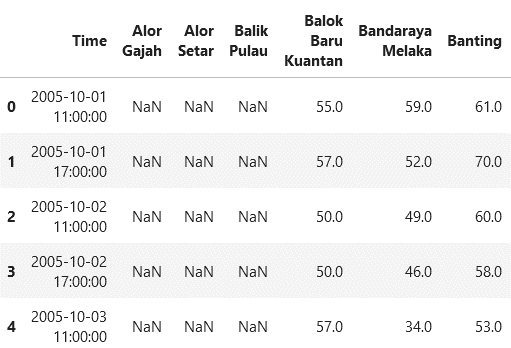 Time Alor Gajah Alor Setar Balik Pulau Balok Baru Kuantan Bandaraya Melaka Banting
0 2005-10-01 11:00:00 NaN NaN NaN 55.0 59.0 61.0
1 2005-10-01 17:00:00 NaN NaN NaN 57.0 52.0 70.0
2 2005-10-02 11:00:00 NaN NaN NaN 50.0 49.0 60.0
3 2005-10-02 17:00:00 NaN NaN NaN 50.0 46.0 58.0
4 2005-10-03 11:00:00 NaN NaN NaN 57.0 34.0 53.0